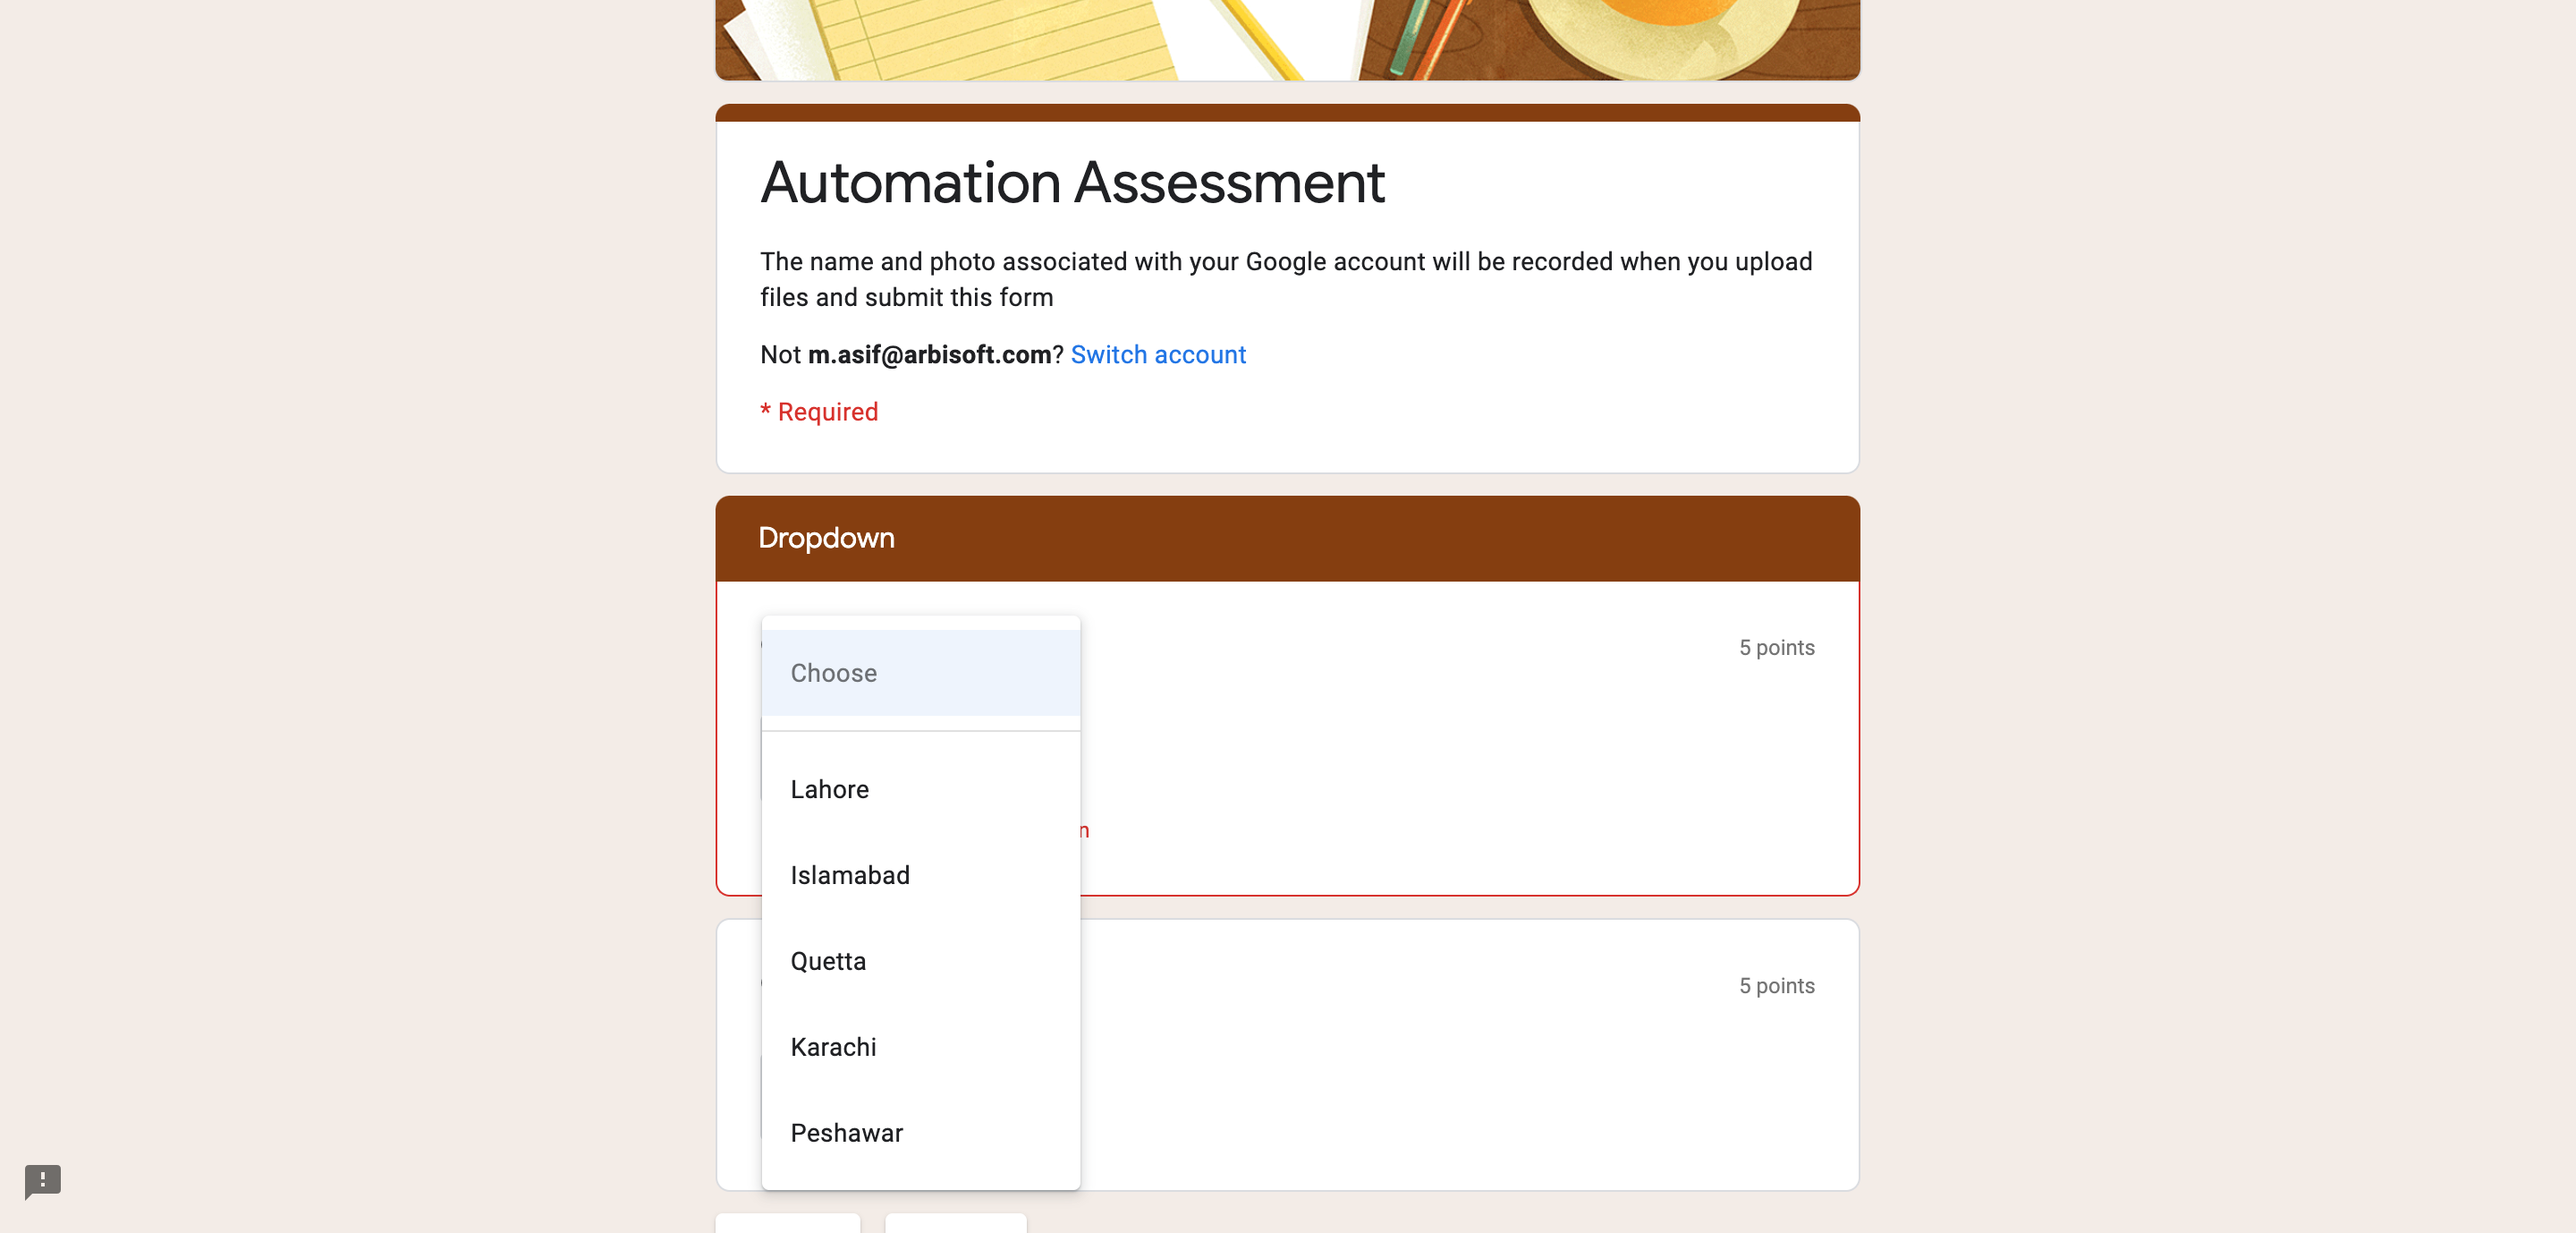 Automation Assessment
The name and photo associated with your Google account will be recorded when you upload
files and submit this form
Not m.asif@arbisoft.com? Switch account
* Required
Dropdown
5 points
Choose
Lahore
Islamabad
Quetta
5 points
Karachi
Peshawar